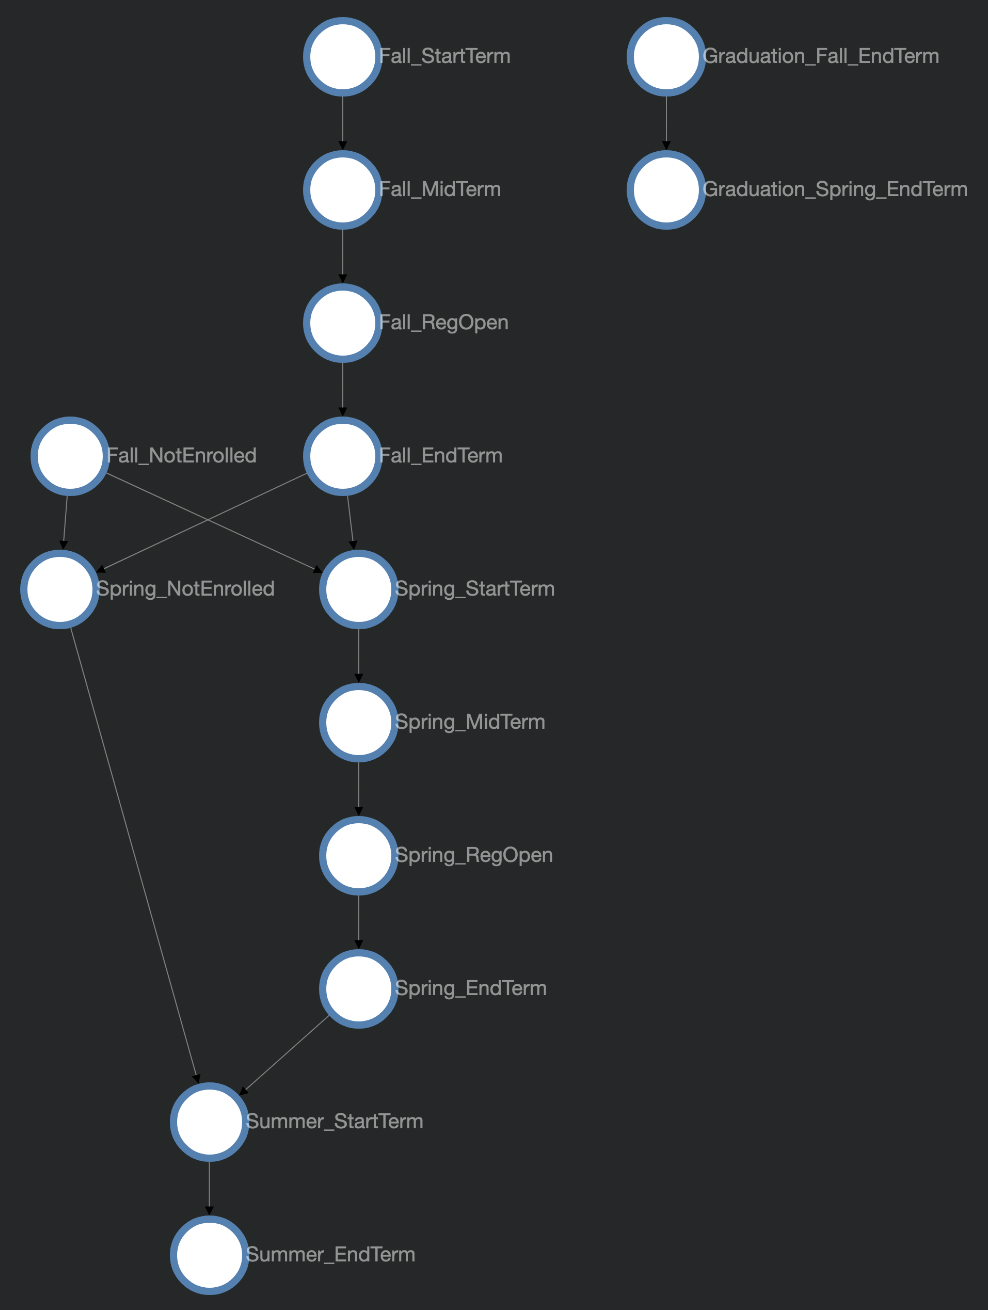 Fall_StartTerm
Graduation_Fall_EndTerm
Fall_MidTerm
Graduation_Spring_EndTerm
Fall_RegOpen
Fall_NotEnrolled
Fall_EndTerm
Spring_NotEnrolled
Spring_StartTerm
Spring_MidTerm
Spring_RegOpen
Spring_EndTerm
Summer_StartTerm
Summer_EndTerm